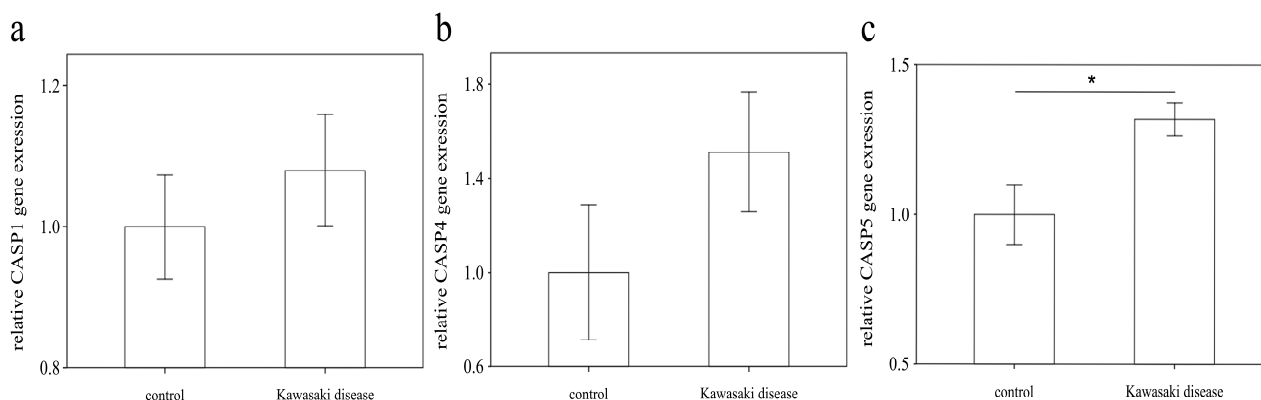 a
relative CASP1 gene exression
1.2
1.0
0.8
control
Kawasaki disease
b
relative CASP4 gene exression
1.8
1.4
1.0
0.6
control
Kawasaki disease
c
relative CASP5 gene exression
1.5
1.0
0.5
*
control
Kawasaki disease